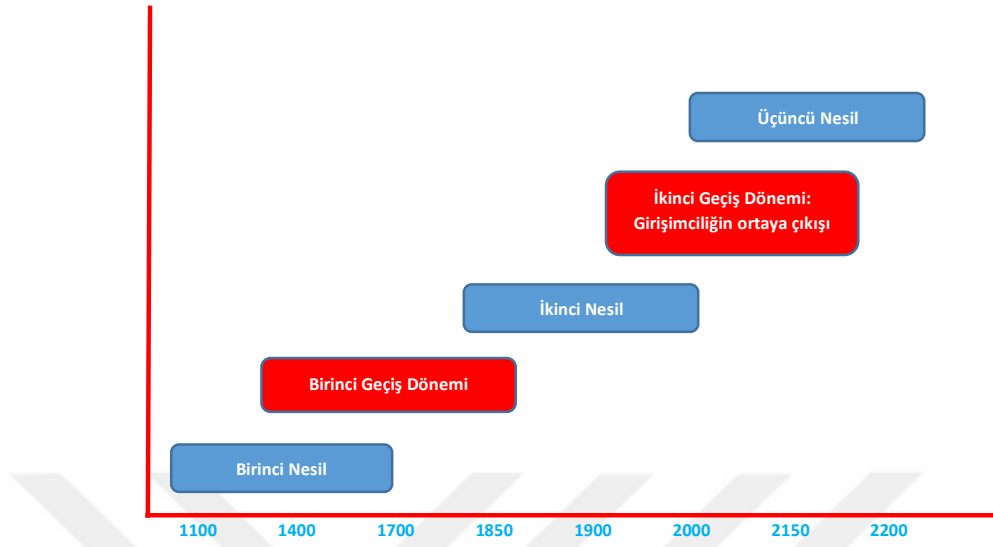 Üçüncü Nesil
İkinci Geçiş Dönemi:
Girişimciliğin ortaya çıkışı
İkinci Nesil
Birinci Geçiş Dönemi
Birinci Nesil
1100 1400 1700 1850 1900 2000 2150 2200